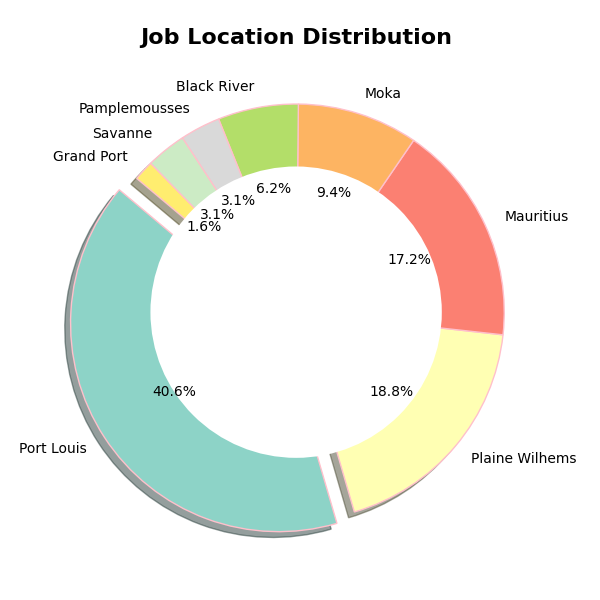 Job Location Distribution
Black River
Moka
Pamplemousses
Savanne
Grand Port
Mauritius
Port Louis
Plaine Wilhems
6.2%
9.4%
3.1%
3.1%
1.6%
17.2%
40.6%
18.8%